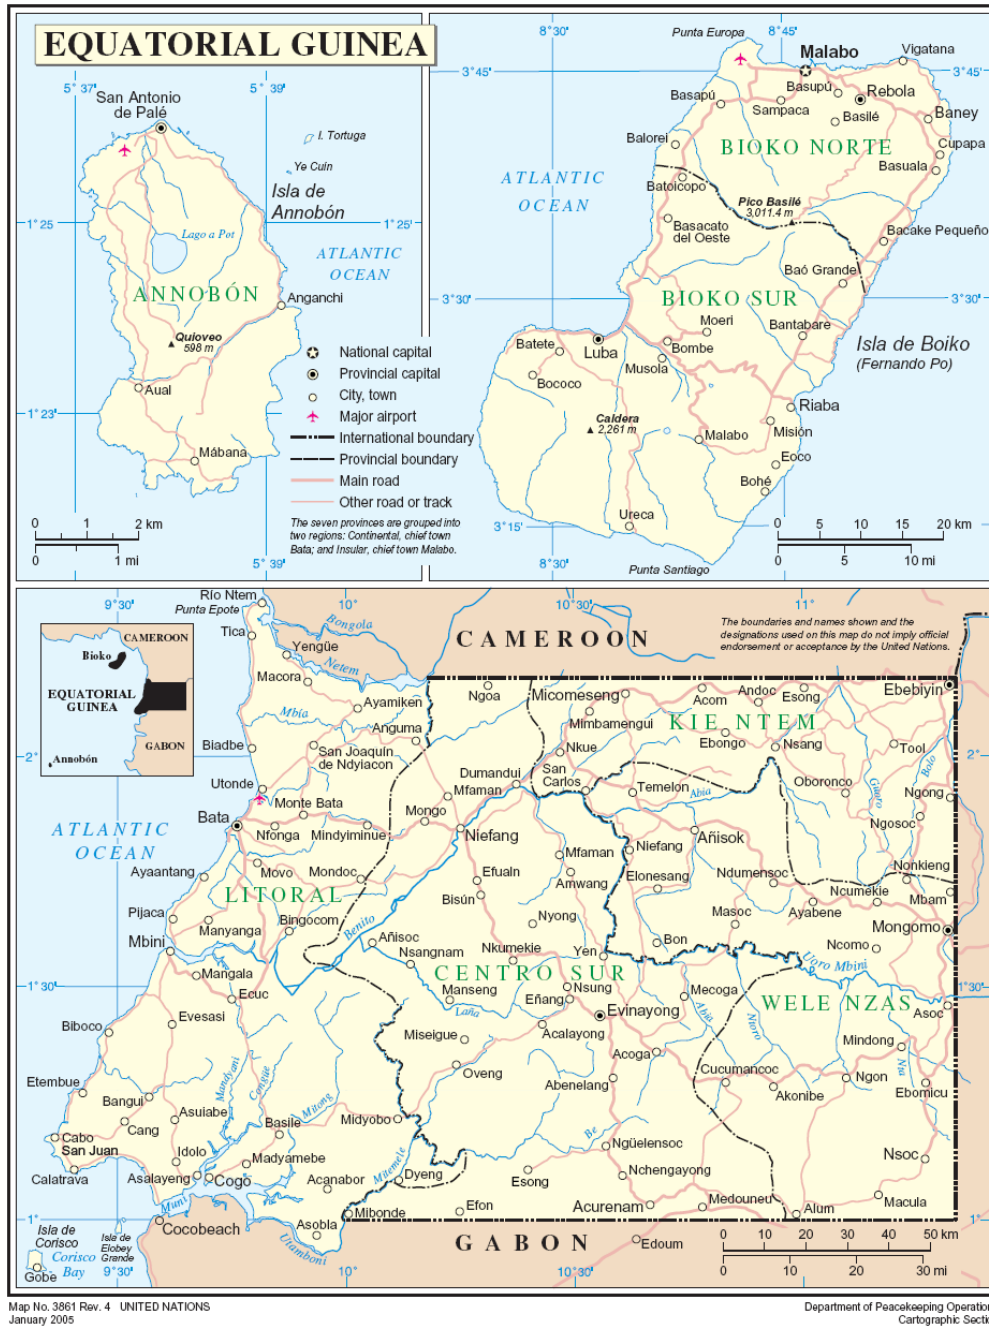 EQUATORIAL GUINEA
5° 37'
5° 39'
San Antonio
de Palé
I. Tortuga
Ye Cuin
Isla de
Annobón
1° 25'
1° 25'
Lago a Pot
ATLANTIC
OCEAN
ANNOBÓN
Anganchi
Quioveo
598 m
Aual
1° 23'
Mábana
National capital
Provincial capital
City, town
Major airport
International boundary
Provincial boundary
Main road
Other road or track
The seven provinces are grouped into
two regions: Continental, chief town
Bata; and Insular, chief town Malabo.
0 1 2 km
0 1 mi
5° 39'
8° 30'
8° 45'
Punta Europa
Malabo
Vigatana
3° 45'
3° 45'
Basupú
Rebola
Basapú
Sampaca
Basilé
Baney
Balorei
BIOKO NORTE
Cupapa
Basuala
ATLANTIC
OCEAN
Batoicopo
Pico Basilé
3,011.4 m
Basacato
del Oeste
Bacake Pequeño
Baó Grande
3° 30'
BIOKO SUR
3° 30'
Moeri
Bantabaré
Isla de Boiko
(Fernando Po)
Batete
Luba
Bombe
Musola
Bococo
Riaba
Caldera
2,261 m
Malabo
Misión
Eoco
Bohé
Ureca
3° 15'
0 5 10 15 20 km
0 5 10 mi
8° 30'
8° 45'
Punta Santiago
9° 30'
Río Ntem
Punta Epote
10°
10° 30'
11°
Bongola
CAMEROON
The boundaries and names shown and the
designations used on this map do not imply official
endorsement or acceptance by the United Nations.
CAMEROON
Bioko
EQUATORIAL
GUINEA
GABON
Annobón
Tica
Yengüe
Netem
Macora
Ayamiken
Mbía
Anguma
Biadbe
San Joaquin
de Ndyiacon
Ngoa
Micomeseng
Acom
Andoc
Esong
Ebebiyin
Mimbamengui
KIE NTEM
Ebongo
Nsang
Tool
2°
2°
Nkue
San
Carlos
Dumandui
Temelon
Abia
Oboronco
Guoro
Bolo
Ngong
Utonde
Monte Bata
Mfaman
Mongo
Bata
Nfonga
Mindyiminue
Niefang
Ngosoc
ATLANTIC
OCEAN
Niefang
Añisok
Mfaman
Nonkieng
Ayaantang
Movo
Mondoc
Efualn
Amwang
Elonesang
Ndumensoc
Ncumekie
Mbam
LITORAL
Bisún
Ayabene
Pijaca
Manyanga
Bingocom
Nyong
Masoc
Mongomo
Mbini
Benito
Añisoc
Nsangnam
Nkumekie
Yen
Bon
Ncomo
Uoro Mbini
CENTRO SUR
Mangala
Ecuc
Manseng
Nsung
Mecoga
WELE NZAS
1° 30'
1° 30'
Eñang
Laña
Evinayong
Abia
Nooro
Asoc
Biboco
Evesasi
Miseigue
Acalayong
Mindong
Acoga
Nta
Etembue
Mandyani
Congüe
Oveng
Abenelang
Cucumancoc
Akonibe
Ngon
Ebomicu
Bangui
Asuiabe
Mitong
Cang
Basile
Midyobo
Be
Cabo
San Juan
Idolo
Madyamebe
Ngüelensoc
Nsoc
Calatrava
Asalayeng
Cogo
Mitemele
Dyeng
Esong
Nchengayong
Acanabor
Muni
Medouneu
Macula
Mibonde
Efon
Acurenam
Alum
1°
1°
Isla de
Corisco
Isla de
Elobey
Grande
Cocobeach
Asobla
Utamboni
Corisco
Bay
GABON
Edoum
0 10 20 30 40 50 km
0 10 20 30 mi
Gobe
9° 30'
10°
10° 30'
11°
Map No. 3861 Rev. 4 UNITED NATIONS
January 2005
Department of Peacekeeping Operation
Cartographic Secti